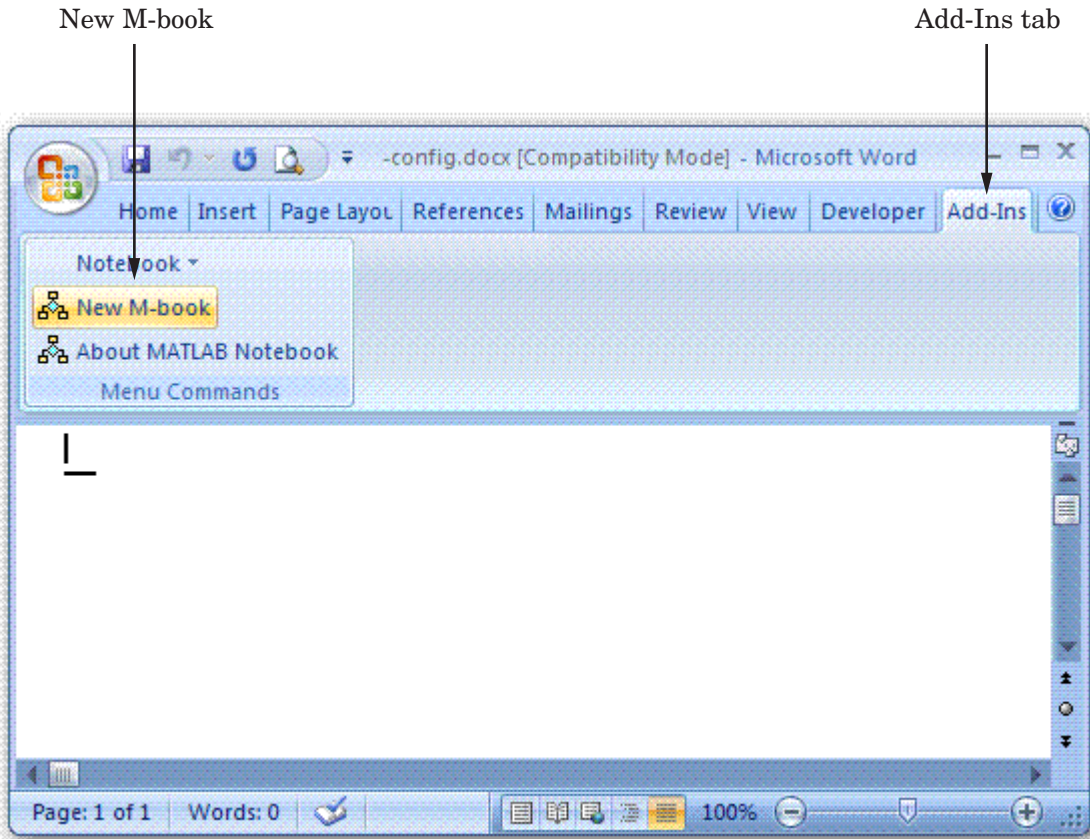 New M-book Add-Ins tab
-config.docx [Compatibility Mode] - Microsoft Word
Home Insert Page Layou References Mailings Review View Developer Add-Ins
Notebook
New M-book
About MATLAB Notebook
Menu Commands
Page: 1 of 1 Words: 0 100%